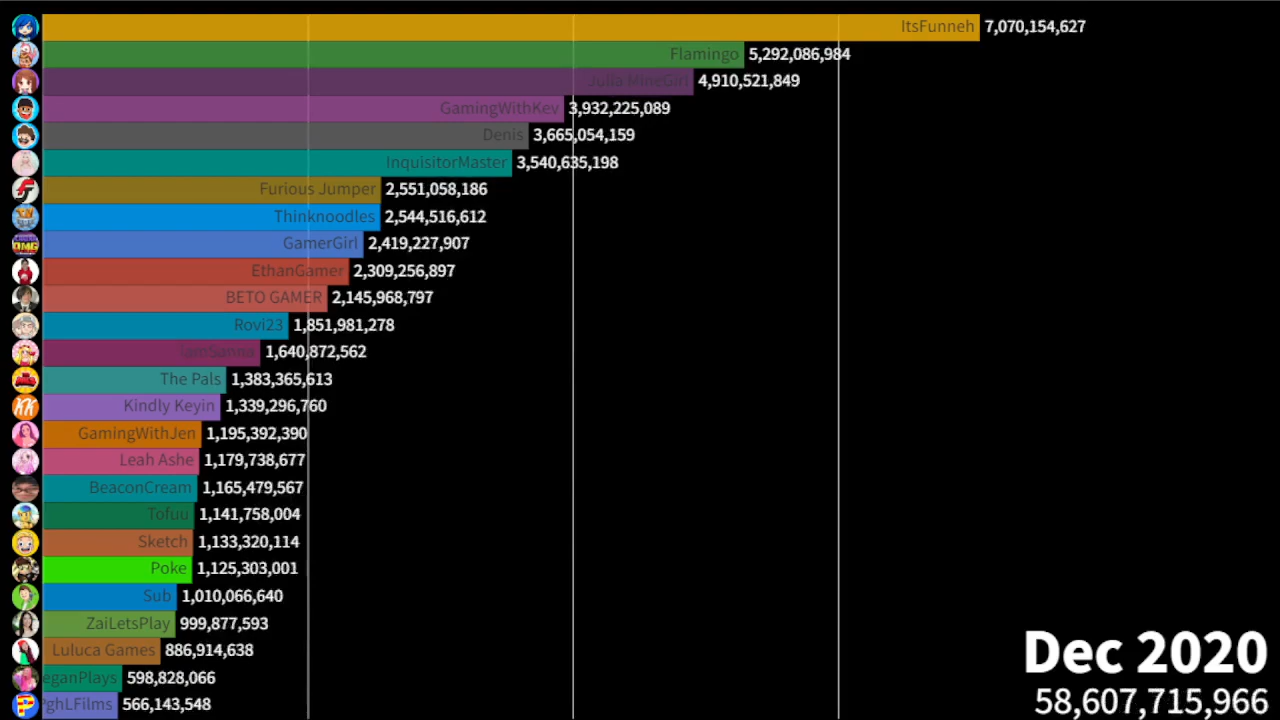 ItsFunneh 7,070,154,627
Flamingo 5,292,086,984
Julia MineGirl 4,910,521,849
GamingWithKev 3,932,225,089
Denis 3,665,054,159
InquisitorMaster 3,540,635,198
Furious Jumper 2,551,058,186
Thinknoodles 2,544,516,612
OMG GamerGirl 2,419,227,907
EthanGamer 2,309,256,897
BETO GAMER 2,145,968,797
Rovi23 1,851,981,278
IamSanna 1,640,872,562
The Pals 1,383,365,613
KK Kindly Keyin 1,339,296,760
GamingWithJen 1,195,392,390
Leah Ashe 1,179,738,677
BeaconCream 1,165,479,567
Tofuu 1,141,758,004
Sketch 1,133,320,114
Poke 1,125,303,001
Sub 1,010,066,640
ZaiLetsPlay 999,877,593
Luluca Games 886,914,638
eganPlays 598,828,066
PghLFilms 566,143,548
Dec 2020
58,607,715,966